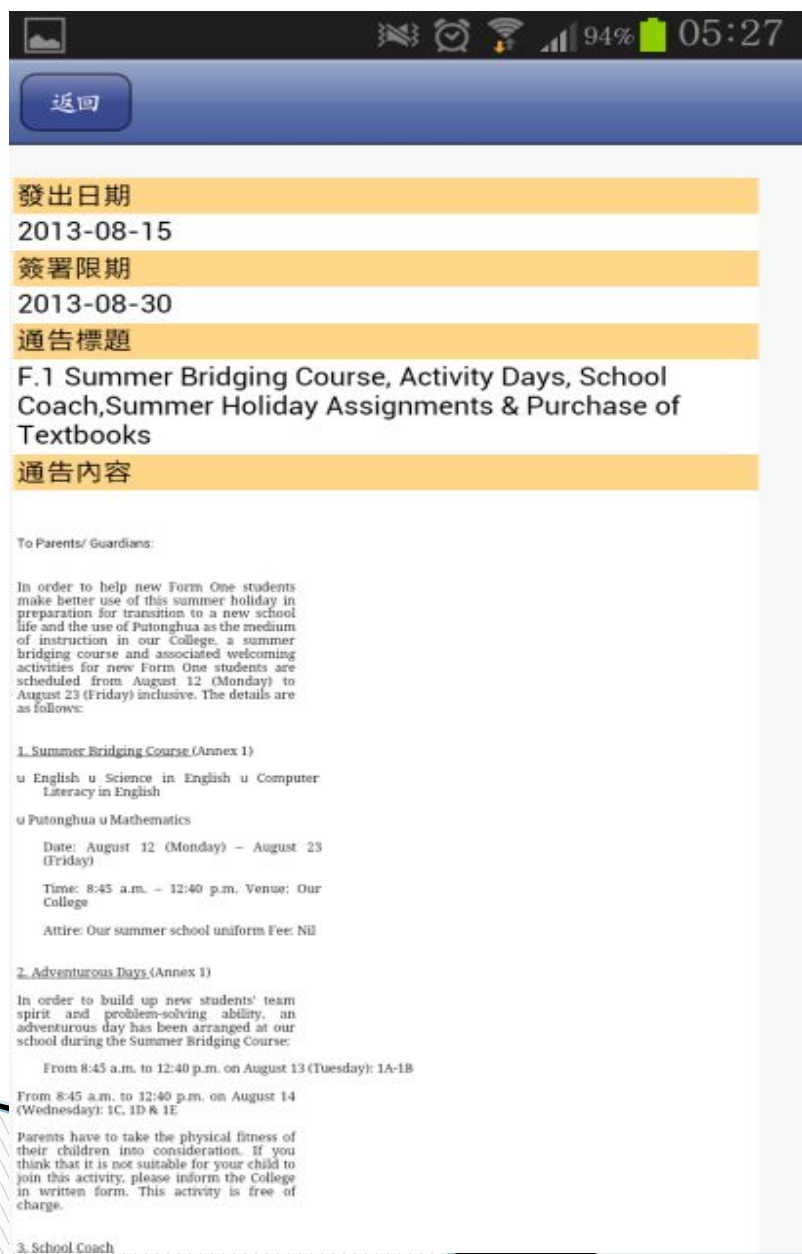 94% 05:27
返回
發出日期
2013-08-15
簽署限期
2013-08-30
通告標題
F.1 Summer Bridging Course, Activity Days, School
Coach,Summer Holiday Assignments & Purchase of
Textbooks
通告內容
To Parents/ Guardians:
In order to help new Form One students
make better use of this summer holiday in
preparation for transition to a new school
life and the use of Putonghua as the medium
of instruction in our College, a summer
bridging course and associated welcoming
activities for new Form One students are
scheduled from August 12 (Monday) to
August 23 (Friday) inclusive. The details are
as follows:
1. Summer Bridging Course (Annex 1)
u English u Science in English u Computer
Literacy in English
u Putonghua u Mathematics
Date: August 12 (Monday) – August 23
(Friday)
Time: 8:45 a.m. – 12:40 p.m. Venue: Our
College
Attire: Our summer school uniform Fee: Nil
2. Adventurous Days (Annex 1)
In order to build up new students' team
spirit and problem-solving ability, an
adventurous day has been arranged at our
school during the Summer Bridging Course:
From 8:45 a.m. to 12:40 p.m. on August 13 (Tuesday): 1A-1B
From 8:45 a.m. to 12:40 p.m. on August 14
(Wednesday): 1C, 1D & 1E
Parents have to take the physical fitness of
their children into consideration. If you
think that it is not suitable for your child to
join this activity, please inform the College
in written form. This activity is free of
charge.
3. School Coach